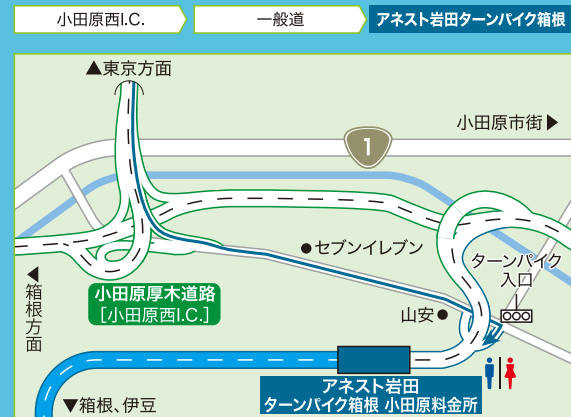 小田原西I.C.
一般道
アネスト岩田ターンパイク箱根
▲東京方面
小田原市街▶
1
●セブンイレブン
ターンパイク
入口
◀箱根方面
小田原厚木道路
[小田原西I.C.]
山安●
アネスト岩田
ターンパイク箱根 小田原料金所
▼箱根、伊豆